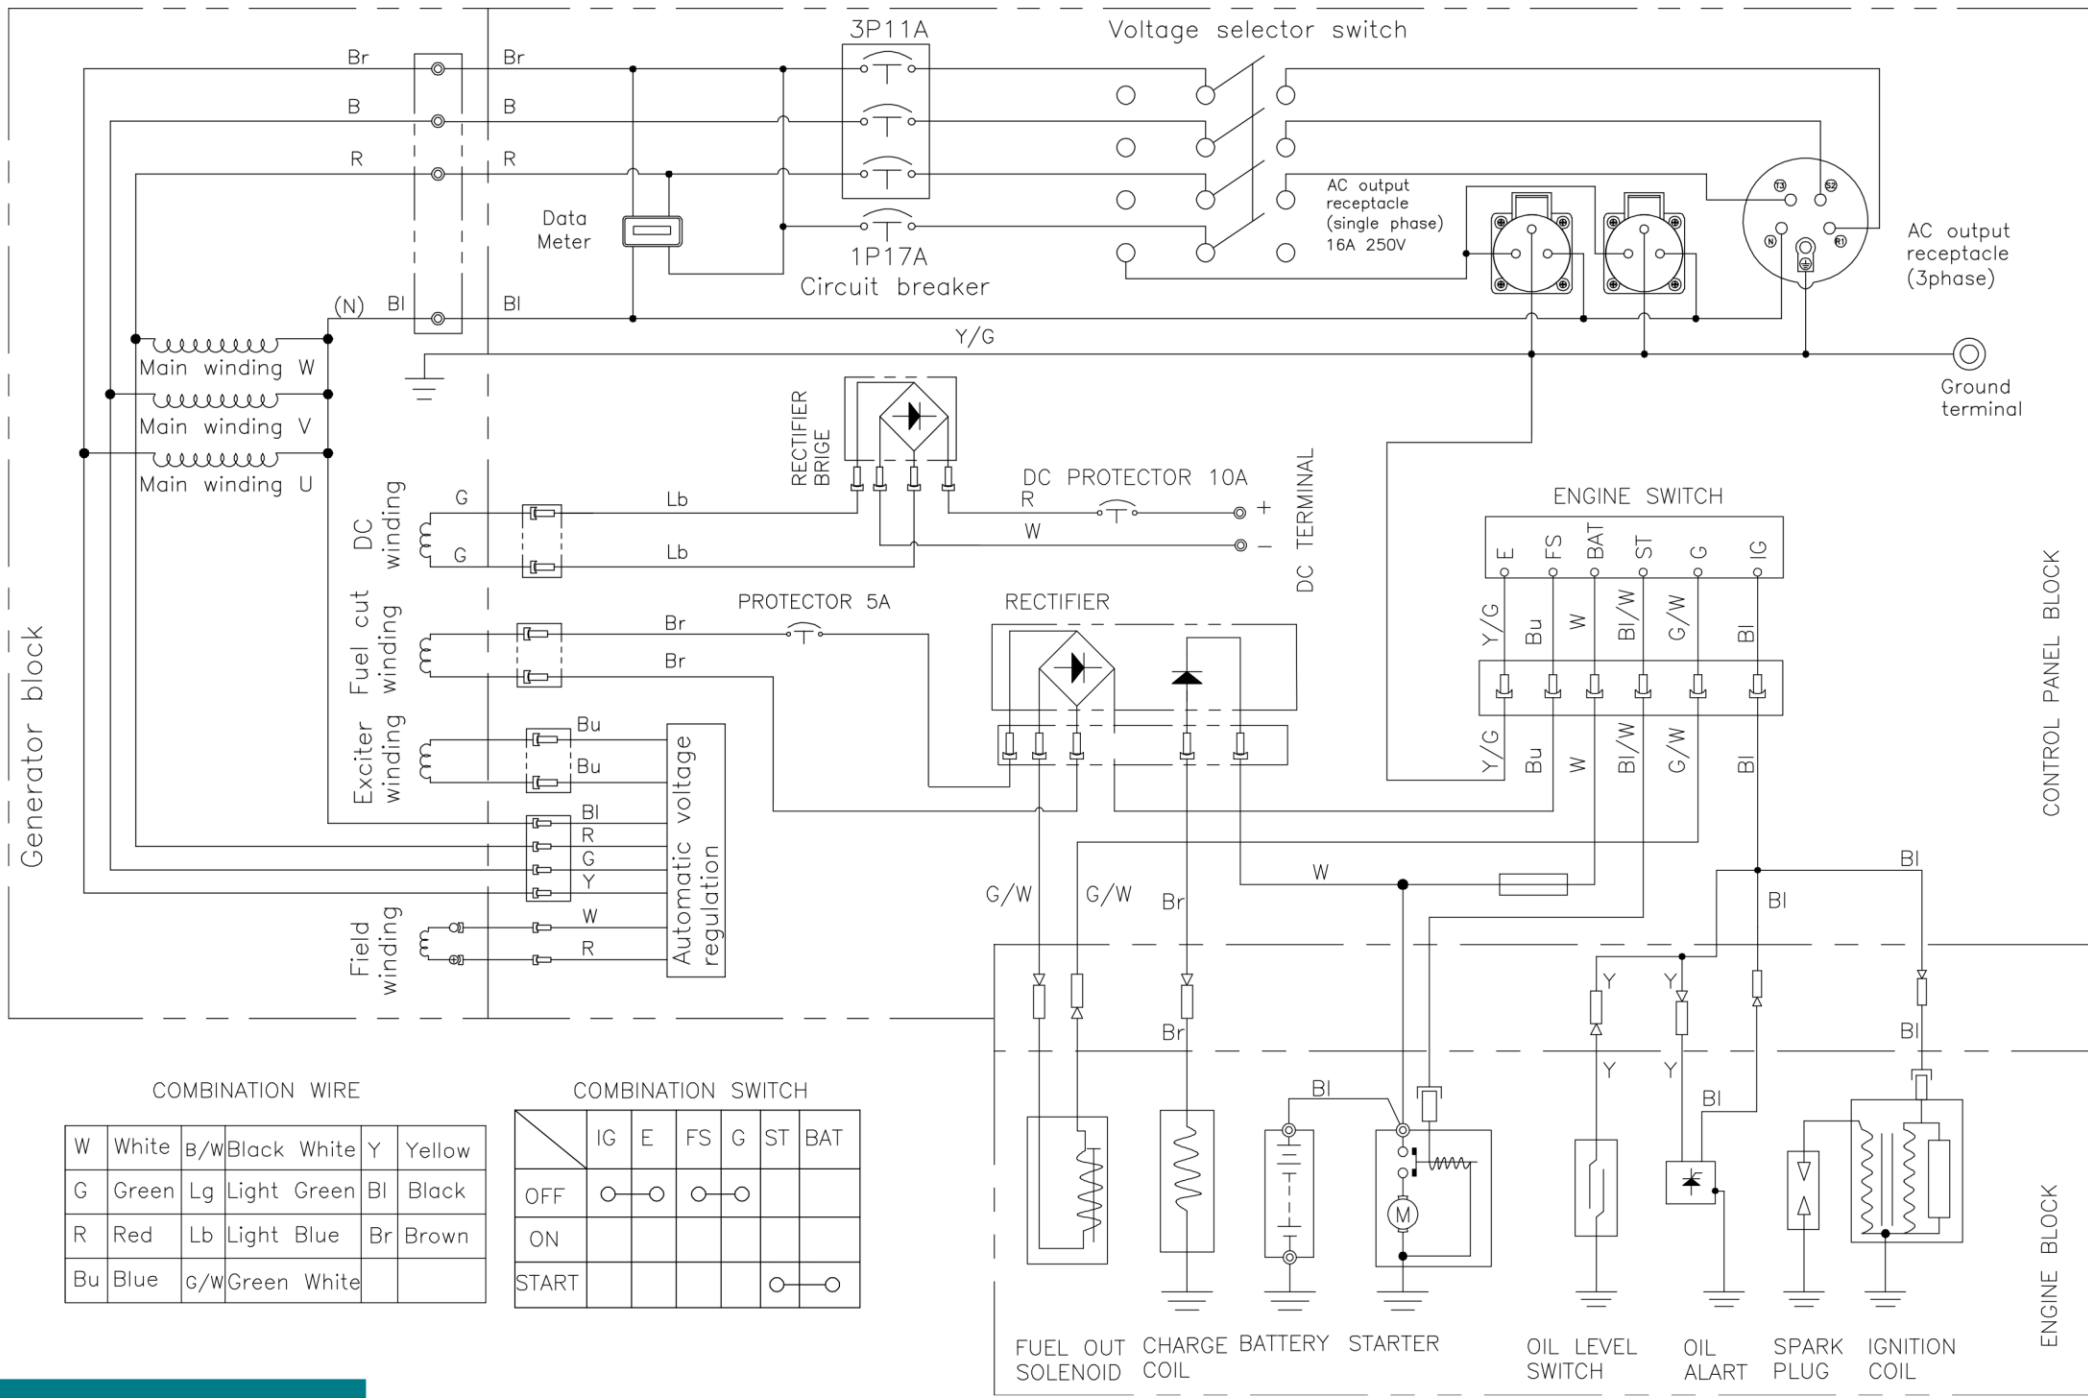 3P11A
Voltage selector switch
Br
Br
B
B
R
R
Data
Meter
1P17A
Circuit breaker
AC output
receptacle
(single phase)
16A 250V
T3
S2
N
R1
AC output
receptacle
(3phase)
(N)
Bl
Bl
Y/G
Ground
terminal
Main winding W
Main winding V
Main winding U
RECTIFIER
BRIGE
DC PROTECTOR 10A
R
W
+
−
DC TERMINAL
DC
winding
G
G
Lb
Lb
ENGINE SWITCH
E
FS
BAT
ST
G
IG
Y/G
Bu
W
Bl/W
G/W
Bl
Y/G
Bu
W
Bl/W
G/W
Bl
CONTROL PANEL BLOCK
Generator block
Fuel cut
winding
Br
Br
PROTECTOR 5A
RECTIFIER
Exciter
winding
Bu
Bu
Bl
R
G
Y
W
R
Automatic voltage
regulation
Field
winding
G/W
G/W
Br
W
Bl
Bl
Y
Y
Br
Bl
Y
Y
Bl
Bl
M
ENGINE BLOCK
FUEL OUT
SOLENOID
CHARGE
COIL
BATTERY
STARTER
OIL LEVEL
SWITCH
OIL
ALART
SPARK
PLUG
IGNITION
COIL
COMBINATION WIRE
W White B/W Black White Y Yellow
G Green Lg Light Green Bl Black
R Red Lb Light Blue Br Brown
Bu Blue G/W Green White
COMBINATION SWITCH
IG E FS G ST BAT
OFF
ON
START